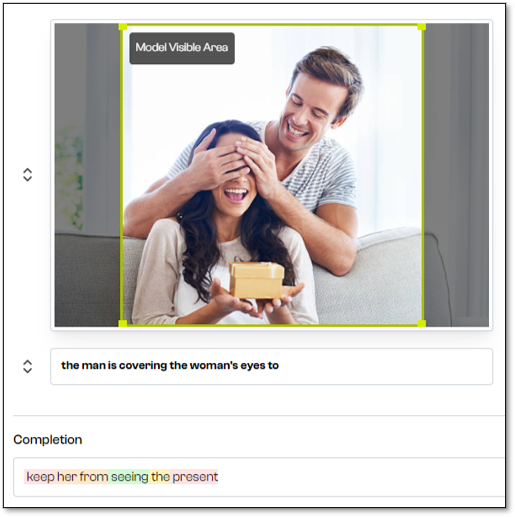 Model Visible Area
the man is covering the woman's eyes to
Completion
keep her from seeing the present